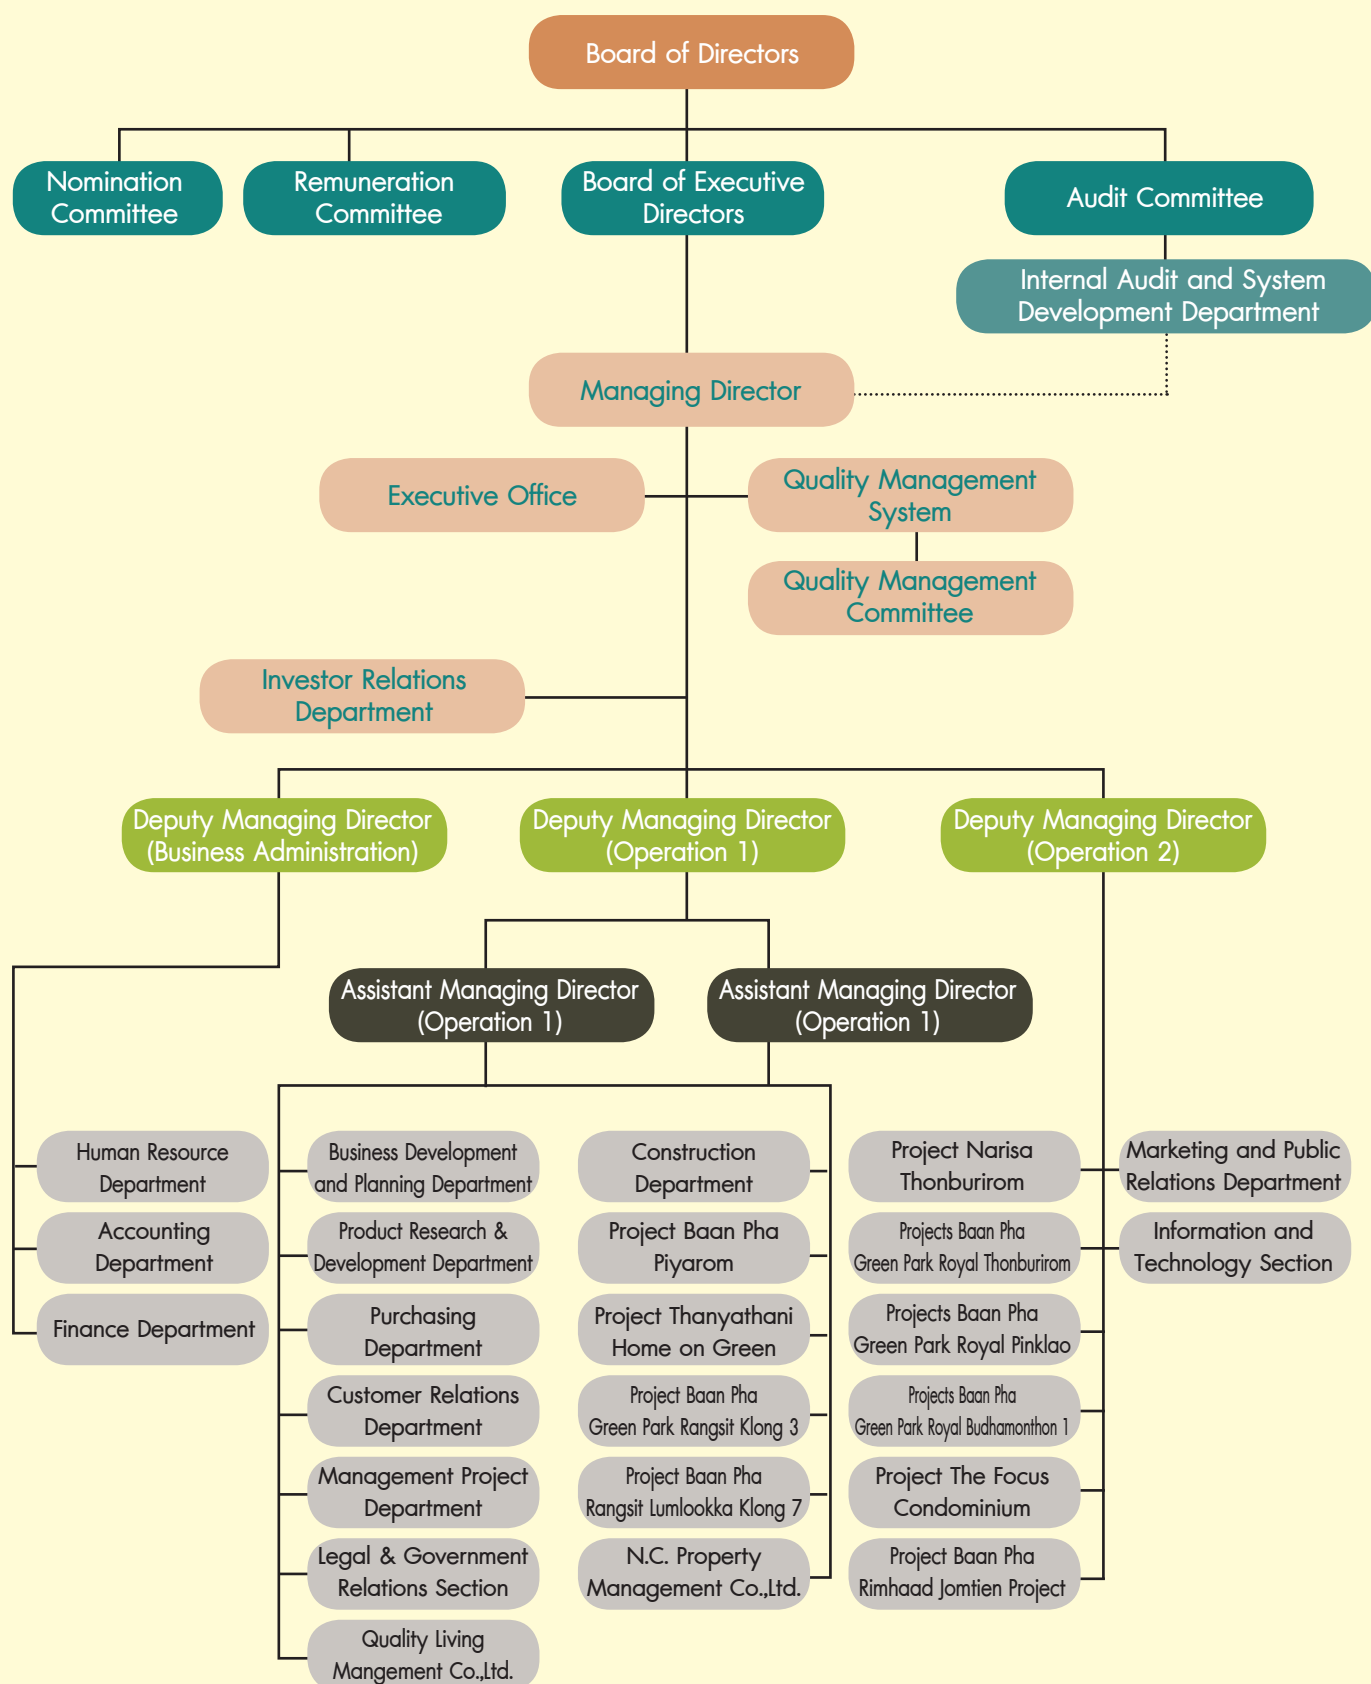 Board of Directors
Nomination
Committee
Remuneration
Committee
Board of Executive
Directors
Audit Committee
Internal Audit and System
Development Department
Managing Director
Executive Office
Quality Management
System
Quality Management
Committee
Investor Relations
Department
Deputy Managing Director
(Business Administration)
Deputy Managing Director
(Operation 1)
Deputy Managing Director
(Operation 2)
Assistant Managing Director
(Operation 1)
Assistant Managing Director
(Operation 1)
Human Resource
Department
Accounting
Department
Finance Department
Business Development
and Planning Department
Product Research &
Development Department
Purchasing
Department
Customer Relations
Department
Management Project
Department
Legal & Government
Relations Section
Quality Living
Mangement Co.,Ltd.
Construction
Department
Project Baan Pha
Piyarom
Project Thanyathani
Home on Green
Project Baan Pha
Green Park Rangsit Klong 3
Project Baan Pha
Rangsit Lumlookka Klong 7
N.C. Property
Management Co.,Ltd.
Project Narisa
Thonburirom
Projects Baan Pha
Green Park Royal Thonburirom
Projects Baan Pha
Green Park Royal Pinklao
Projects Baan Pha
Green Park Royal Budhamonthon 1
Project The Focus
Condominium
Project Baan Pha
Rimhaad Jomtien Project
Marketing and Public
Relations Department
Information and
Technology Section